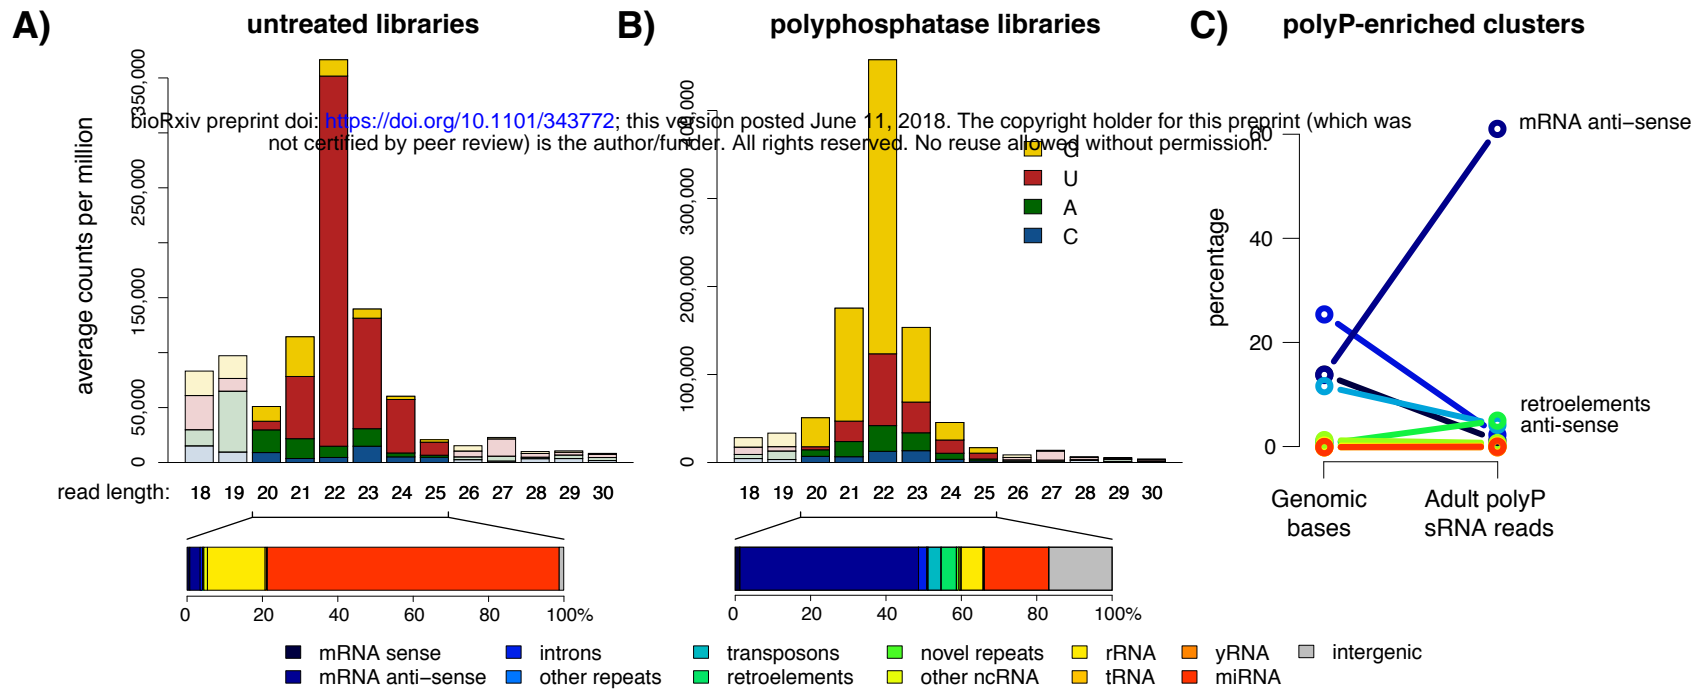 A) untreated libraries
B) polyphosphatase libraries
C) polyP-enriched clusters
bioRxiv preprint doi: https://doi.org/10.1101/343772; this version posted June 11, 2018. The copyright holder for this preprint (which was
not certified by peer review) is the author/funder. All rights reserved. No reuse allowed without permission.
average counts per million
0
50,000
150,000
250,000
350,000
read length: 18 19 20 21 22 23 24 25 26 27 28 29 30
0 20 40 60 80 100%
0
100,000
200,000
300,000
G
U
A
C
18 19 20 21 22 23 24 25 26 27 28 29 30
0 20 40 60 80 100%
percentage
60
40
20
0
mRNA anti−sense
retroelements
anti-sense
Genomic
bases
Adult polyP
sRNA reads
mRNA sense introns transposons novel repeats rRNA yRNA intergenic
mRNA anti−sense other repeats retroelements other ncRNA tRNA miRNA